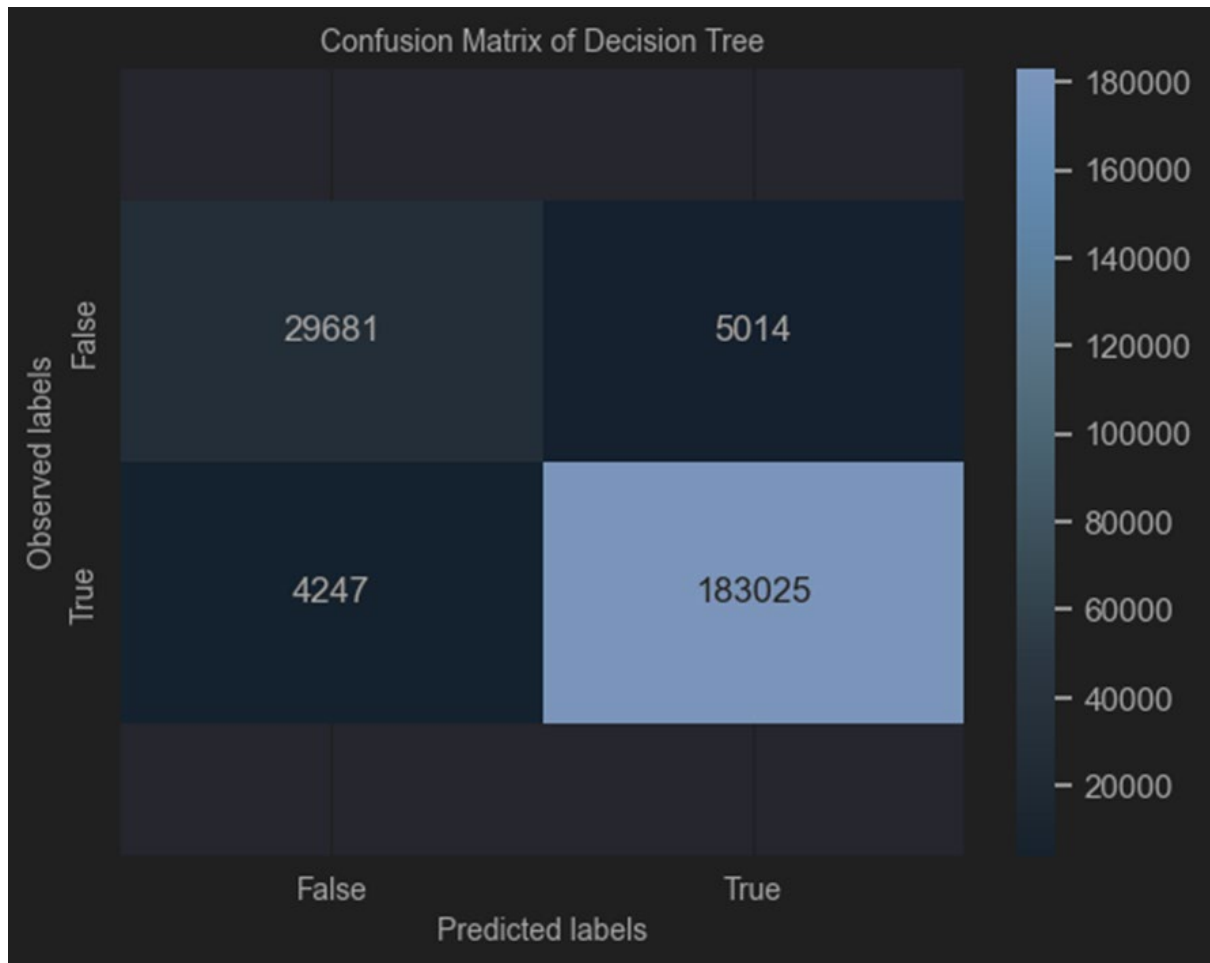 Confusion Matrix of Decision Tree
180000
160000
140000
120000
100000
80000
60000
40000
20000
Observed labels
False
True
29681 5014
4247 183025
False True
Predicted labels